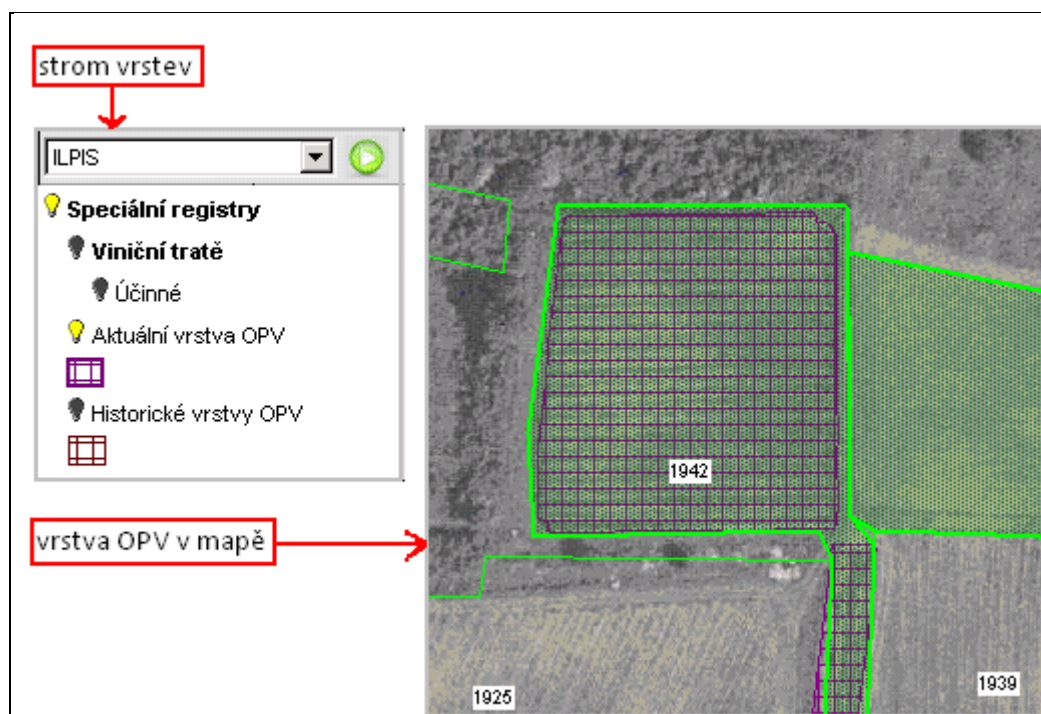 strom vrstev
ILPIS
Speciální registry
Viniční tratě
Účinné
Aktuální vrstva OPV
Historické vrstvy OPV
vrstva OPV v mapě
1942
1925
1939